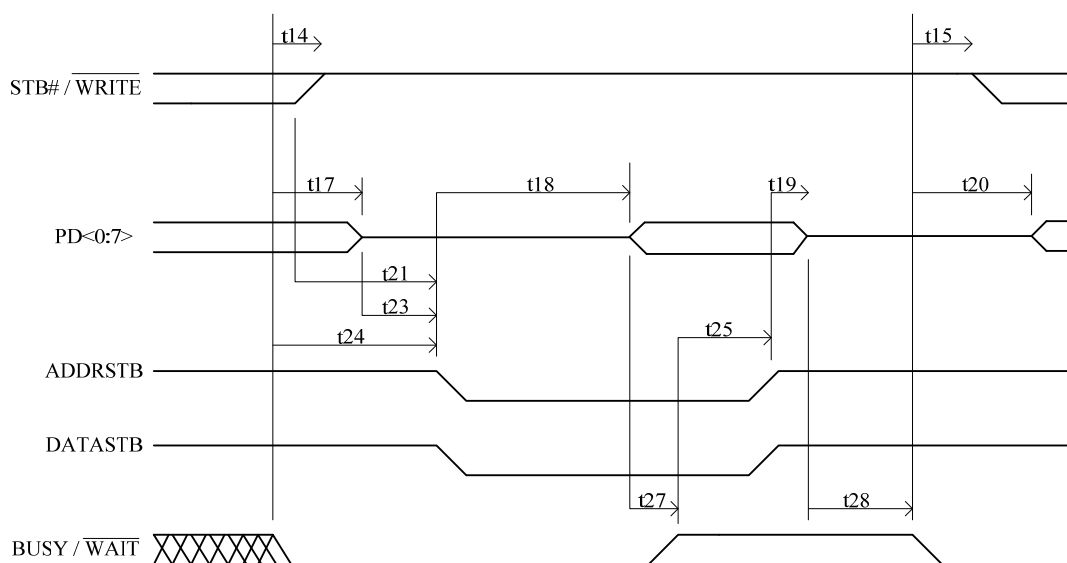 t14
t15
STB# / WRITE
t17
t18
t19
t20
PD<0:7>
t21
t23
t25
t24
ADDRSTB
DATASTB
t27
t28
BUSY / WAIT